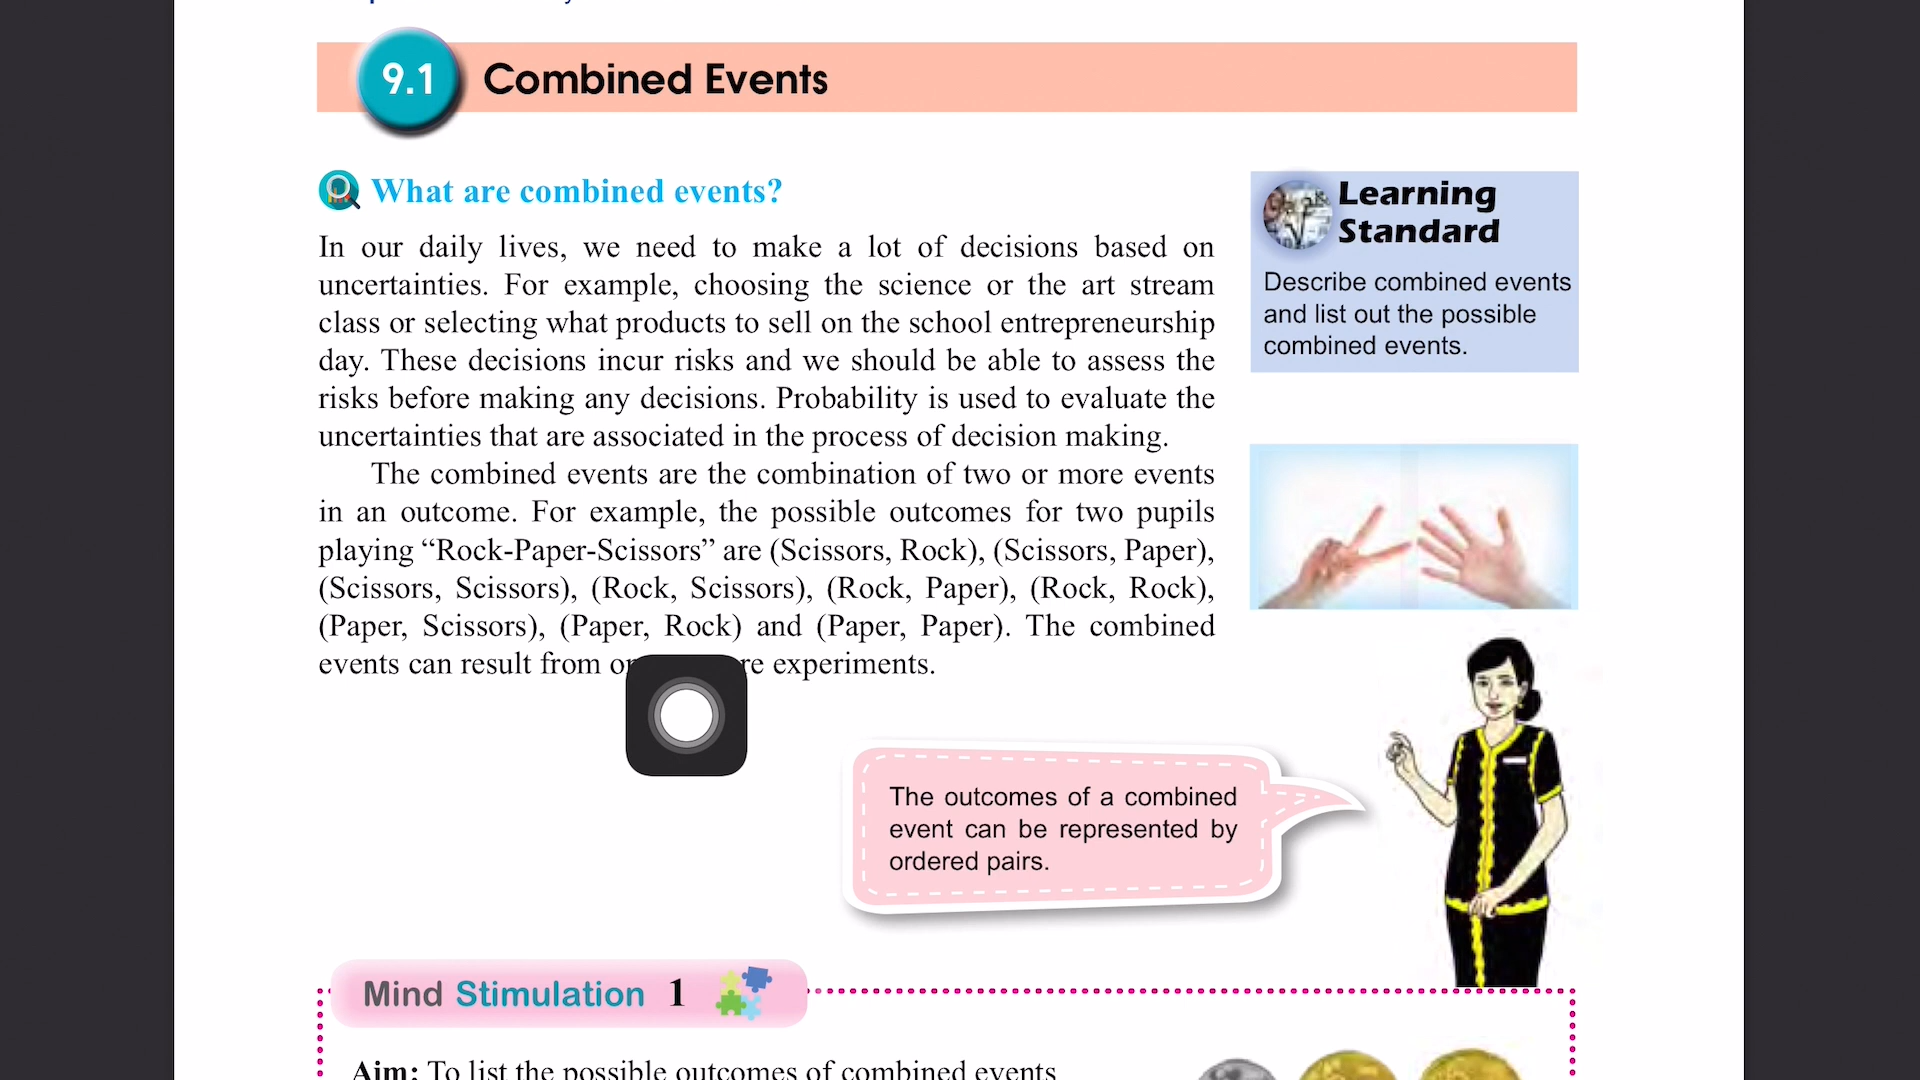 9.1 Combined Events
What are combined events?
In our daily lives, we need to make a lot of decisions based on
uncertainties. For example, choosing the science or the art stream
class or selecting what products to sell on the school entrepreneurship
day. These decisions incur risks and we should be able to assess the
risks before making any decisions. Probability is used to evaluate the
uncertainties that are associated in the process of decision making.
The combined events are the combination of two or more events
in an outcome. For example, the possible outcomes for two pupils
playing “Rock-Paper-Scissors” are (Scissors, Rock), (Scissors, Paper),
(Scissors, Scissors), (Rock, Scissors), (Rock, Paper), (Rock, Rock),
(Paper, Scissors), (Paper, Rock) and (Paper, Paper). The combined
events can result from experiments.
Learning
Standard
Describe combined events
and list out the possible
combined events.
The outcomes of a combined
event can be represented by
ordered pairs.
Mind Stimulation 1
Aim: To list the possible outcomes of combined events